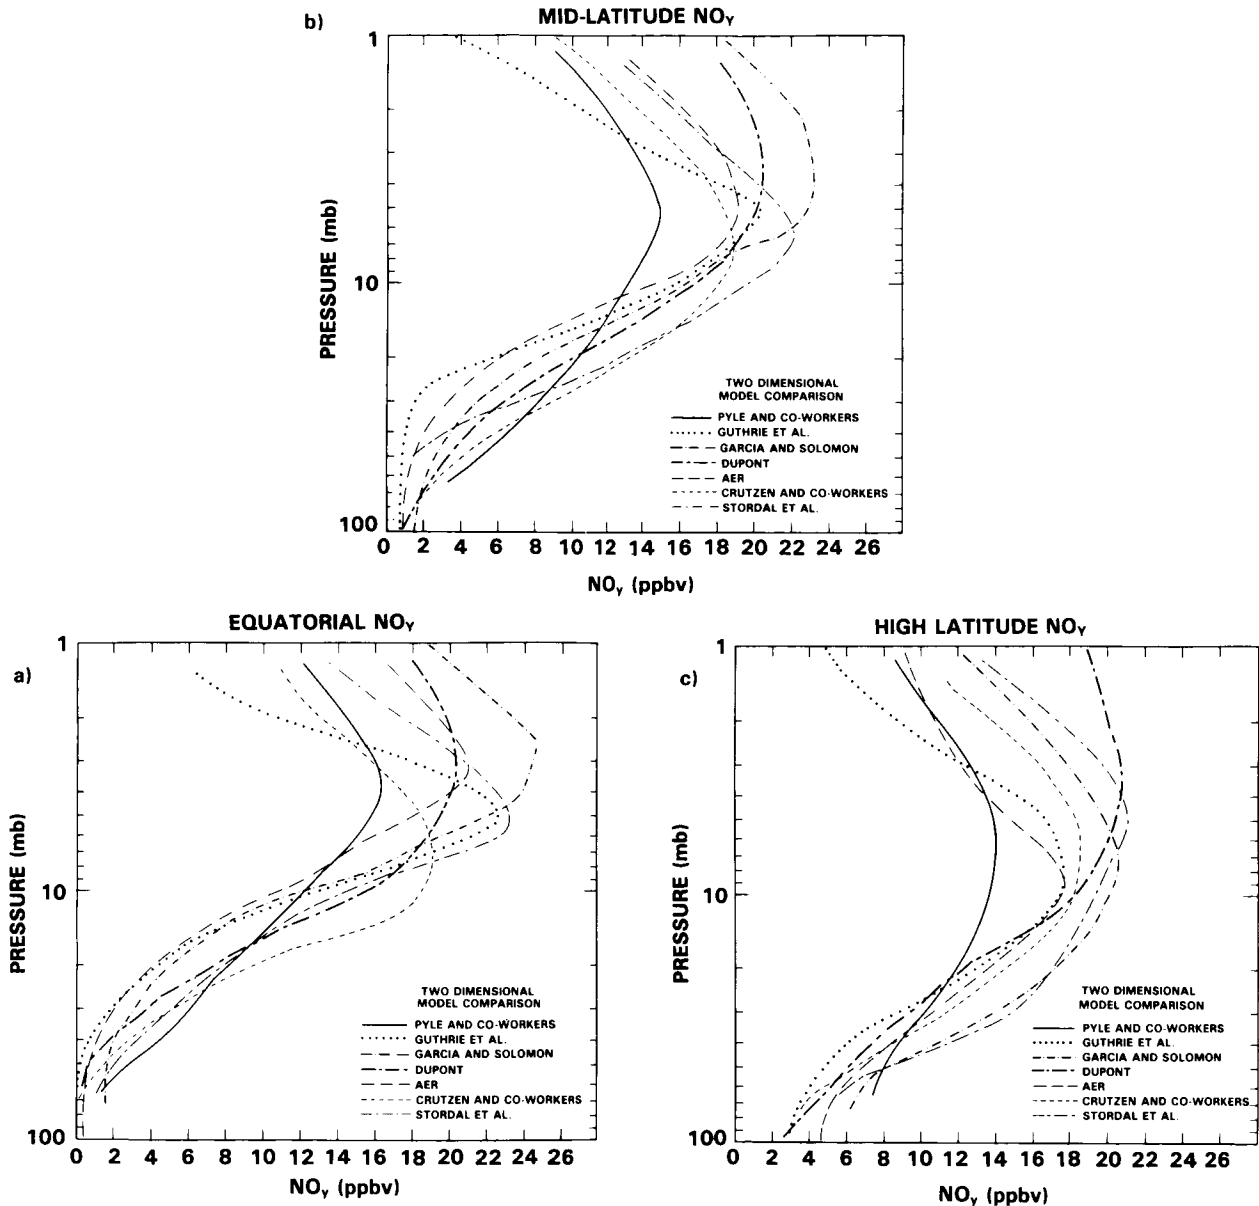 b)
MID-LATITUDE NOY
1
10
100
PRESSURE (mb)
TWO DIMENSIONAL
MODEL COMPARISON
PYLE AND CO-WORKERS
GUTHRIE ET AL.
GARCIA AND SOLOMON
DUPONT
AER
CRUTZEN AND CO-WORKERS
STORDAL ET AL.
0 2 4 6 8 10 12 14 16 18 20 22 24 26
NOy (ppbv)
a)
EQUATORIAL NOY
1
10
100
PRESSURE (mb)
TWO DIMENSIONAL
MODEL COMPARISON
PYLE AND CO-WORKERS
GUTHRIE ET AL.
GARCIA AND SOLOMON
DUPONT
AER
CRUTZEN AND CO-WORKERS
STORDAL ET AL.
0 2 4 6 8 10 12 14 16 18 20 22 24 26
NOy (ppbv)
c)
HIGH LATITUDE NOY
1
10
100
PRESSURE (mb)
TWO DIMENSIONAL
MODEL COMPARISON
PYLE AND CO-WORKERS
GUTHRIE ET AL.
GARCIA AND SOLOMON
DUPONT
AER
CRUTZEN AND CO-WORKERS
STORDAL ET AL.
0 2 4 6 8 10 12 14 16 18 20 22 24 26
NOy (ppbv)